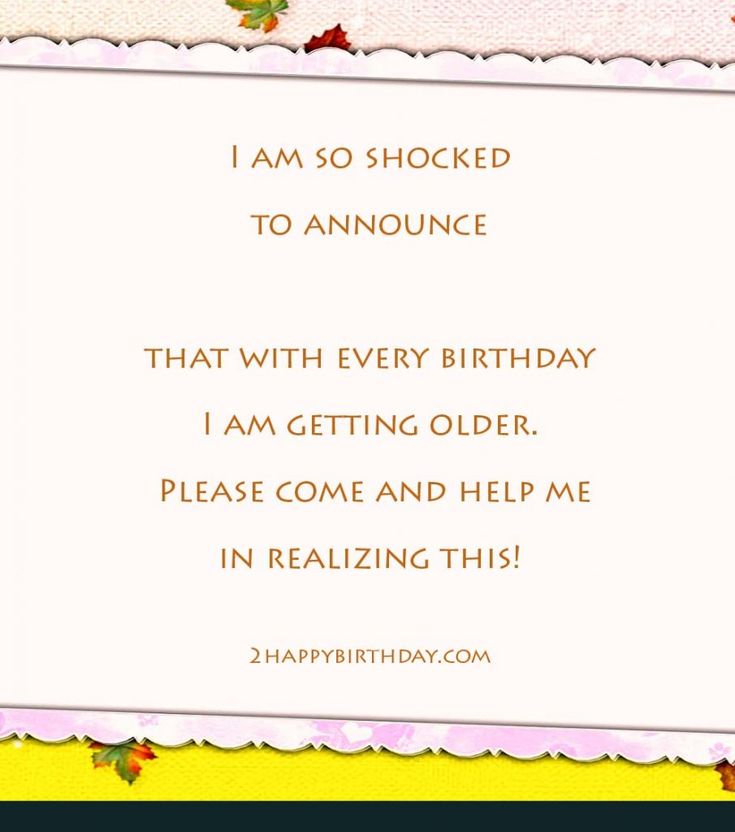 I am so shocked
to announce
that with every birthday
I am getting older.
Please come and help me
in realizing this!
2happybirthday.com